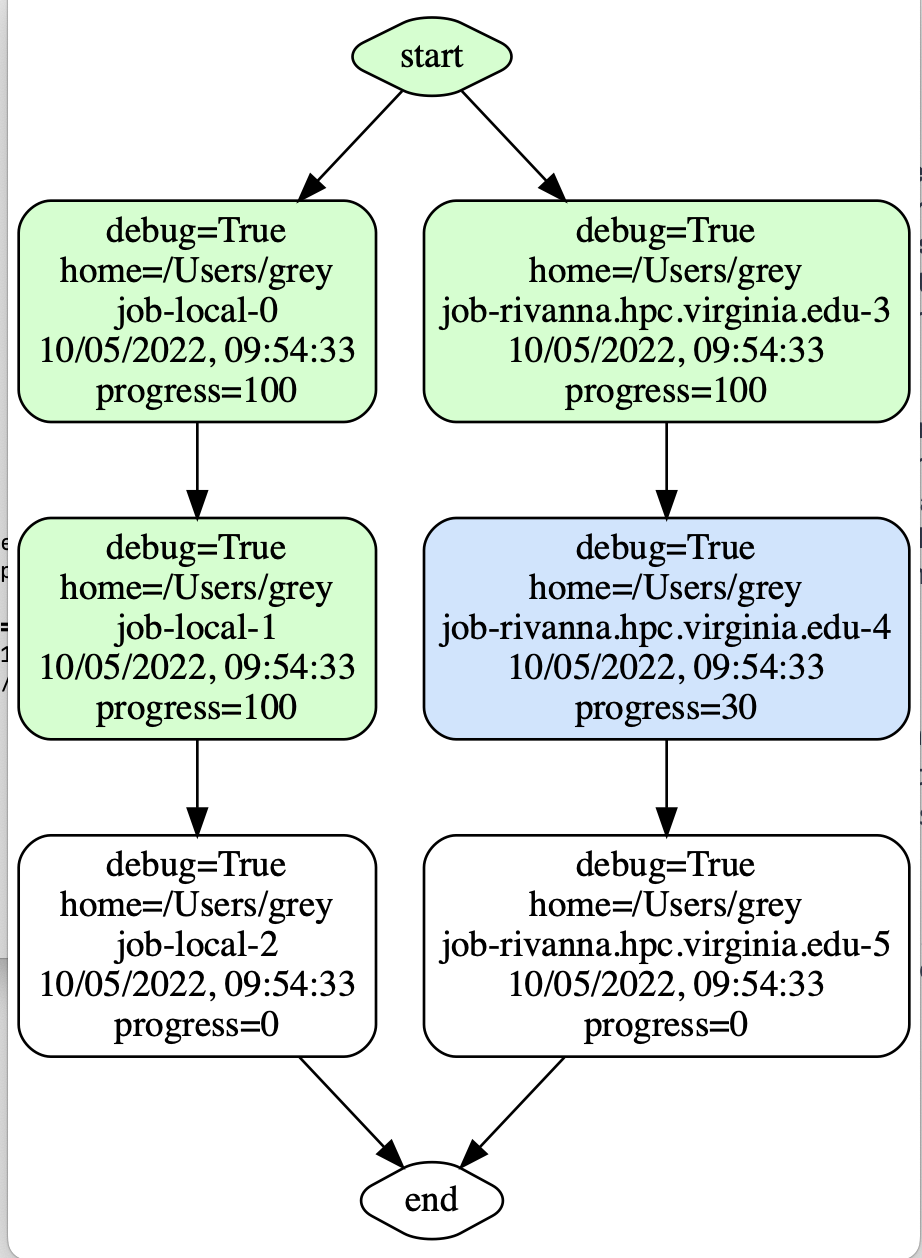 start
debug=True
home=/Users/grey
job-local-0
10/05/2022, 09:54:33
progress=100
debug=True
home=/Users/grey
job-rivanna.hpc.virginia.edu-3
10/05/2022, 09:54:33
progress=100
debug=True
home=/Users/grey
job-local-1
10/05/2022, 09:54:33
progress=100
debug=True
home=/Users/grey
job-rivanna.hpc.virginia.edu-4
10/05/2022, 09:54:33
progress=30
debug=True
home=/Users/grey
job-local-2
10/05/2022, 09:54:33
progress=0
debug=True
home=/Users/grey
job-rivanna.hpc.virginia.edu-5
10/05/2022, 09:54:33
progress=0
end